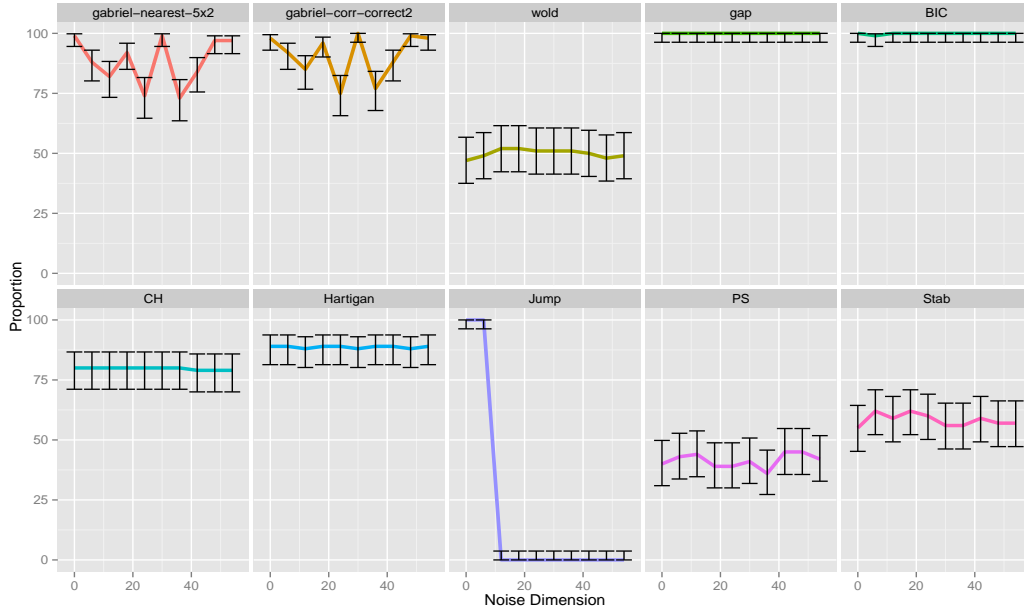 gabriel−nearest−5x2 gabriel−corr−correct2 wold gap BIC
100
75
50
25
0
CH Hartigan Jump PS Stab
100
75
50
25
0
0 20 40 0 20 40 0 20 40 0 20 40 0 20 40
Noise Dimension
Proportion